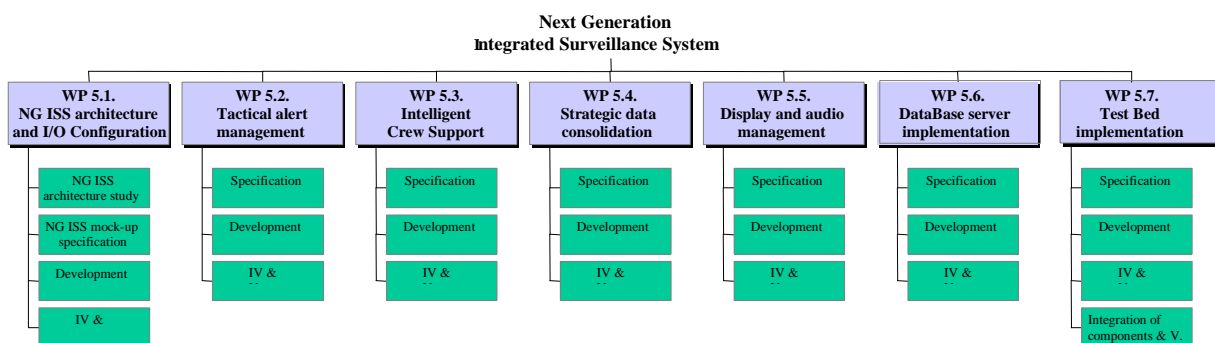 Next Generation
Integrated Surveillance System
WP 5.1.
NG ISS architecture
and I/O Configuration
NG ISS
architecture study
NG ISS mock-up
specification
Development
IV &
WP 5.2.
Tactical alert
management
Specification
Development
IV &
WP 5.3.
Intelligent
Crew Support
Specification
Development
IV &
WP 5.4.
Strategic data
consolidation
Specification
Development
IV &
WP 5.5.
Display and audio
management
Specification
Development
IV &
WP 5.6.
DataBase server
implementation
Specification
Development
IV &
WP 5.7.
Test Bed
implementation
Specification
Development
IV &
Integration of
components & V.